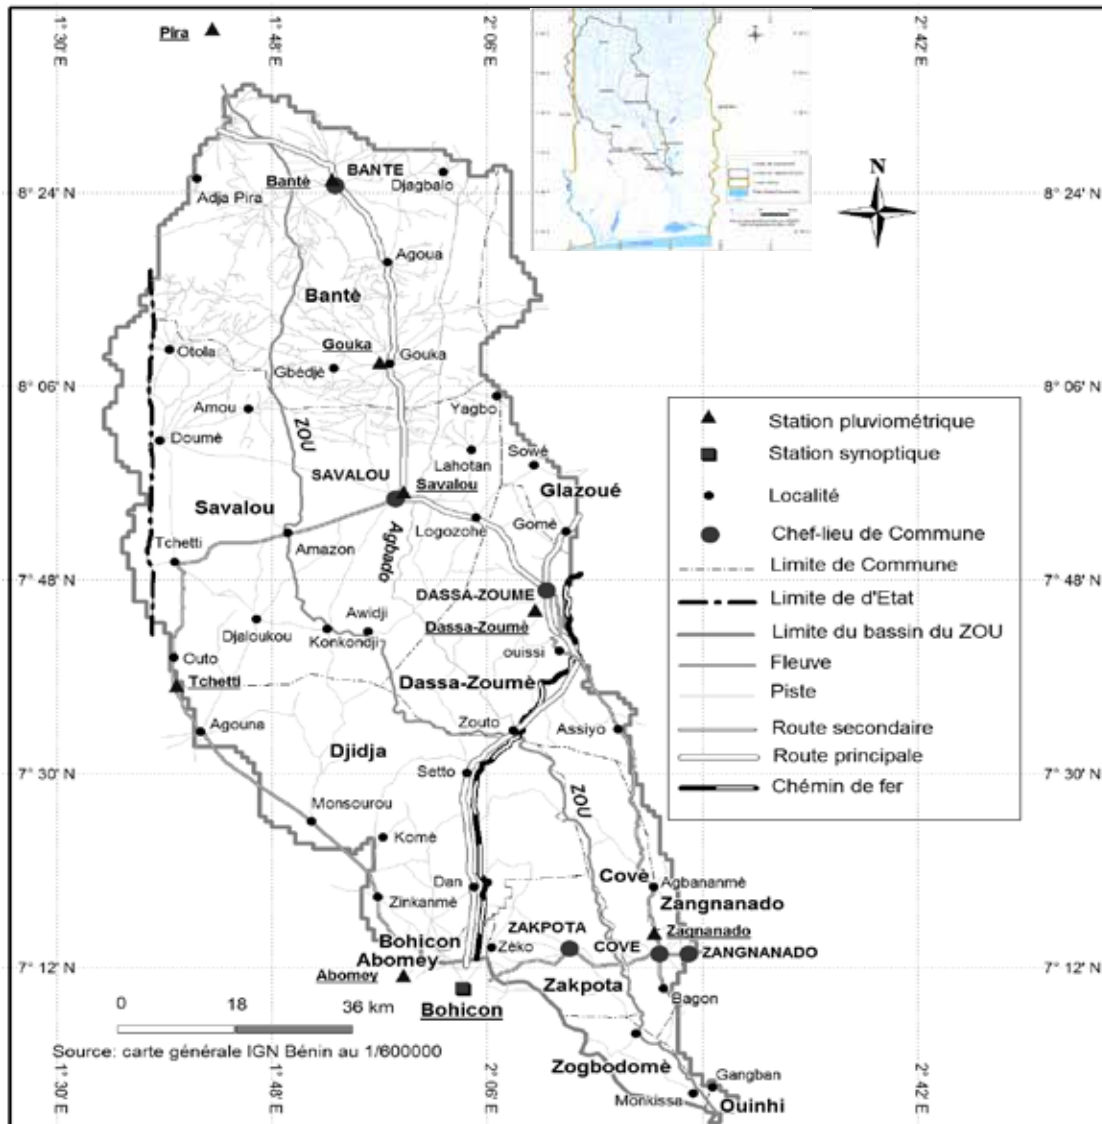 1° 30' E
1° 48' E
2° 06' E
2° 42' E
Pira
N
8° 24' N
8° 24' N
BANTE
Bantè
Djagbalo
Adja Pira
Agoua
Bantè
Gouka
Gouka
Otola
Gbédjè
8° 06' N
8° 06' N
Amou
Yagbo
ZOU
Doumè
Lahotan
Sowé
SAVALOU
Savalou
Glazoué
Savalou
Logozohè
Gomè
Tchetti
Amazon
Agbado
7° 48' N
7° 48' N
DASSA-ZOUME
Dassa-Zoumè
Awidji
Djaloukou
Konkondji
ouissi
Outo
Tchetti
Dassa-Zoumè
Agouna
Zouto
Assiyo
Djidja
Setto
7° 30' N
7° 30' N
ZOU
Monsourou
Komè
Covè
Dan
Agbananmè
Zinkanmè
Zangnanado
ZAKPOTA
Zagnanado
Bohicon
Zèko
COVE
ZANGNANADO
Abomey
7° 12' N
7° 12' N
Abomey
Zakpota
Bohicon
Bagon
Zogbodomè
Gangban
Monkissa
Ouinhi
Station pluviométrique
Station synoptique
Localité
Chef-lieu de Commune
Limite de Commune
Limite de d'Etat
Limite du bassin du ZOU
Fleuve
Piste
Route secondaire
Route principale
Chémin de fer
0 18 36 km
Source: carte générale IGN Bénin au 1/600000
1° 30' E
1° 48' E
2° 06' E
2° 42' E